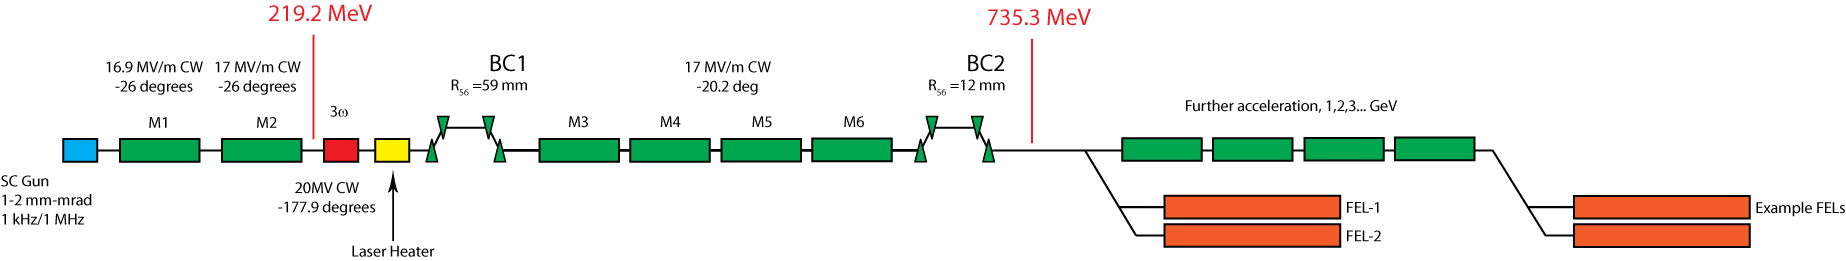 219.2 MeV
735.3 MeV
16.9 MV/m CW
-26 degrees
17 MV/m CW
-26 degrees
BC1
R56 =59 mm
17 MV/m CW
-20.2 deg
BC2
R56 =12 mm
3ω
Further acceleration, 1,2,3... GeV
M1
M2
M3
M4
M5
M6
SC Gun
1-2 mm-mrad
1 kHz/1 MHz
20MV CW
-177.9 degrees
Laser Heater
FEL-1
FEL-2
Example FELs